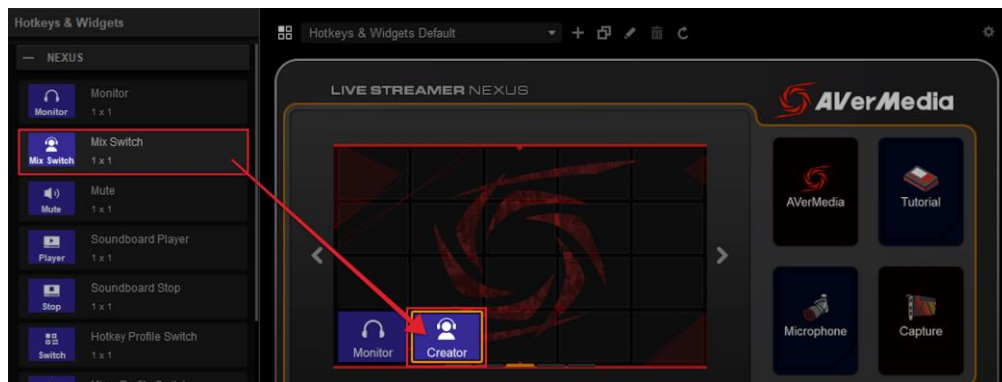 Hotkeys & Widgets
Hotkeys & Widgets Default
NEXUS
Monitor
Monitor
1 x 1
Mix Switch
Mix Switch
1 x 1
Mute
Mute
1 x 1
Player
Soundboard Player
1 x 1
Stop
Soundboard Stop
1 x 1
Switch
Hotkey Profile Switch
1 x 1
LIVE STREAMER NEXUS
AVerMedia
Monitor
Creator
AVerMedia
Tutorial
Microphone
Capture